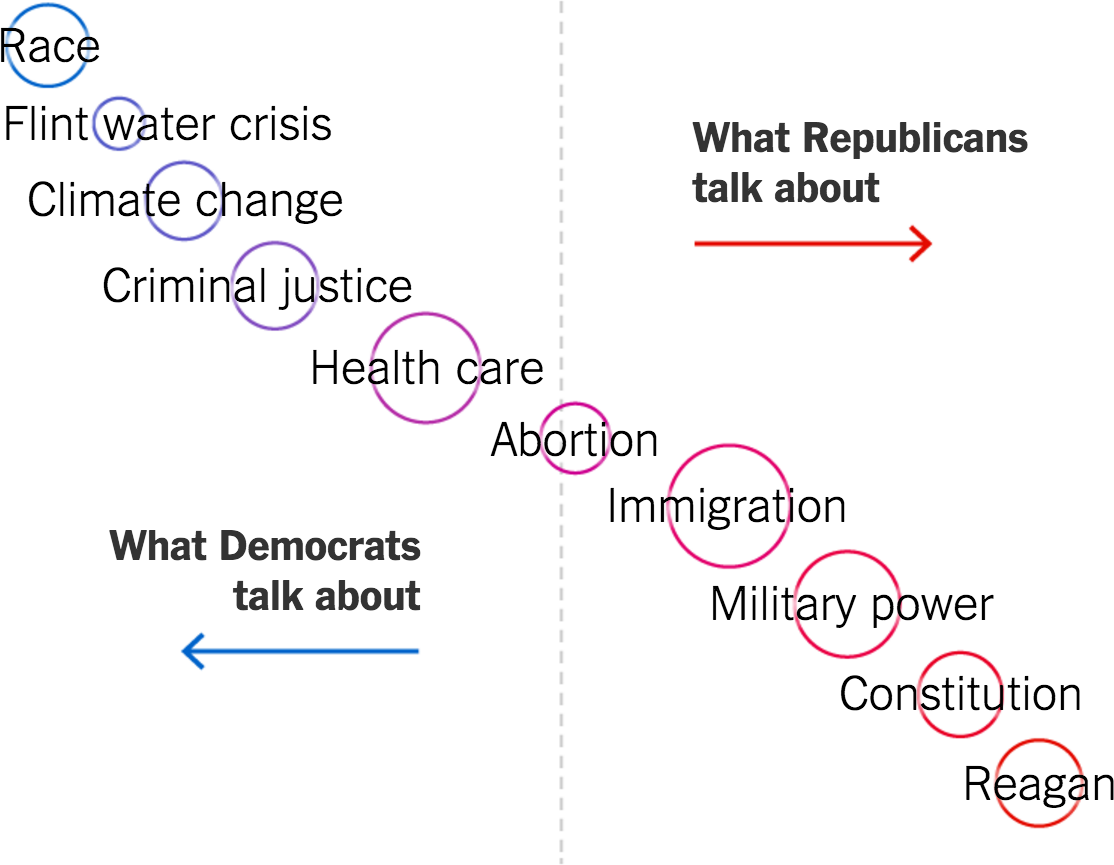 Race
Flint water crisis
What Republicans
talk about
Climate change
Criminal justice
Health care
Abortion
Immigration
What Democrats
talk about
Military power
Constitution
Reagan